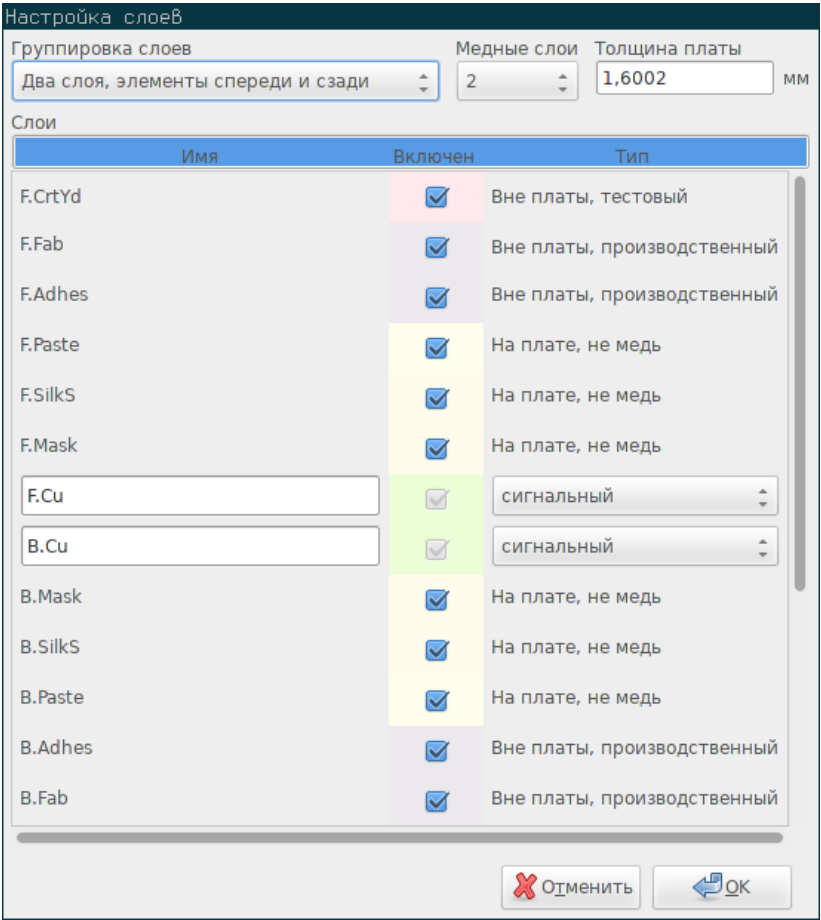 Настройка слоев
Группировка слоев Медные слои Толщина платы
Два слоя, элементы спереди и сзади 2 1,6002 мм
Слои
Имя Включен Тип
F.CrtYd Вне платы, тестовый
F.Fab Вне платы, производственный
F.Adhes Вне платы, производственный
F.Paste На плате, не медь
F.SilkS На плате, не медь
F.Mask На плате, не медь
F.Cu сигнальный
B.Cu сигнальный
B.Mask На плате, не медь
B.SilkS На плате, не медь
B.Paste На плате, не медь
B.Adhes Вне платы, производственный
B.Fab Вне платы, производственный
Отменить OK